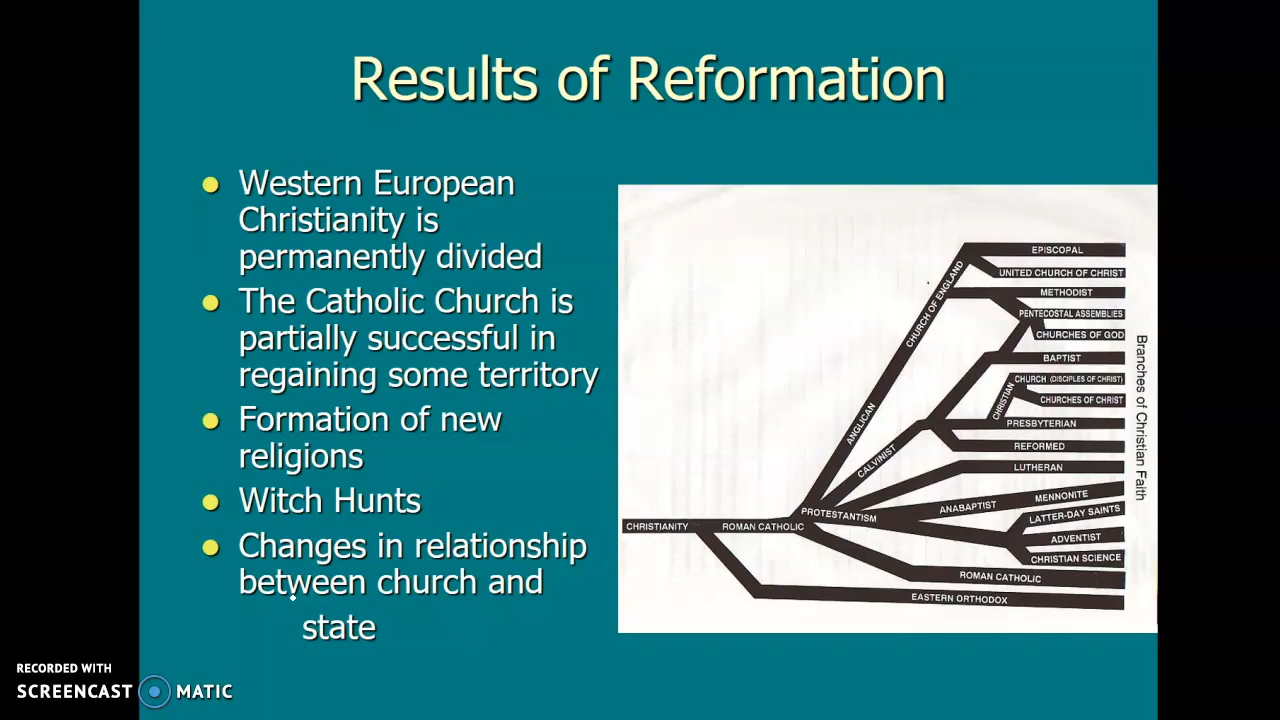 Results of Reformation
Western European
Christianity is
permanently divided
The Catholic Church is
partially successful in
regaining some territory
Formation of new
religions
Witch Hunts
Changes in relationship
between church and
state
EPISCOPAL
UNITED CHURCH OF CHRIST
METHODIST
PENTECOSTAL ASSEMBLIES
CHURCHES OF GOD
BAPTIST
CHURCH (DISCIPLES OF CHRIST)
CHRISTIAN
CHURCHES OF CHRIST
PRESBYTERIAN
REFORMED
LUTHERAN
MENNONITE
ANABAPTIST
LATTER-DAY SAINTS
ADVENTIST
CHRISTIAN SCIENCE
ROMAN CATHOLIC
EASTERN ORTHODOX
CHURCH OF ENGLAND
ANGLICAN
CALVINIST
PROTESTANTISM
CHRISTIANITY
ROMAN CATHOLIC
Branches of Christian Faith
RECORDED WITH
SCREENCAST MATIC